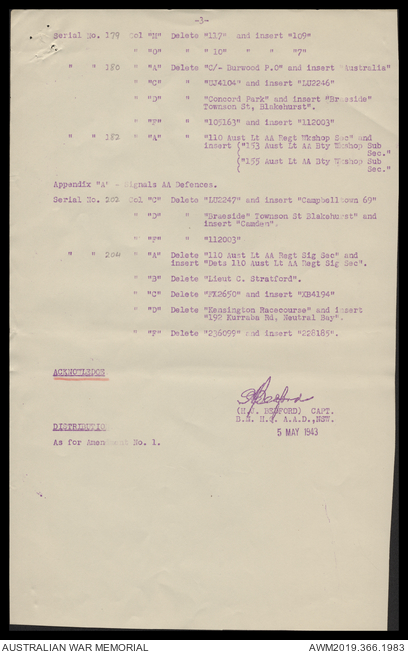 -3-
Serial No. 179 Col "N" Delete "117" and insert "109"
" "O" " "10" " " "7"
" " 180 " "A" Delete "C/- Burwood P.O" and insert "Australia"
" "C" " "BJ4104" and insert "LU2246"
" "D" " "Concord Park" and insert "Braeside"
Townson St, Blakehurst".
" "F" " "105163" and insert "112003"
" " 182 " "A" " "110 Aust Lt AA Regt Wkshop Sec" and
insert ("153 Aust Lt AA Bty Wkshop Sub
Sec."
("155 Aust Lt AA Bty Wkshop Sub
Sec."
Appendix "A" - Signals AA Defences.
Serial No. 202 Col "C" Delete "LU2247" and insert "Campbelltown 69"
" "D" " "Braeside" Townson St Blakehurst" and
insert "Camden".
" "F" " "112003"
" " 204 " "A" Delete "110 Aust Lt AA Regt Sig Sec" and
insert "Dets 110 Aust Lt AA Regt Sig Sec".
" "B" Delete "Lieut C. Stratford".
" "C" Delete "FX2650" and insert "XB4194"
" "D" Delete "Kensington Racecourse" and insert
"192 Kurraba Rd, Neutral Bay".
" "F" Delete "236099" and insert "228185".
ACKNOWLEDGE
(H.J. BEDFORD) CAPT.
H.Q. A.A.D., NSW.
5 MAY 1943
DISTRIBUTION
As for Amendment No. 1.
AUSTRALIAN WAR MEMORIAL
AWM2019.366.1983